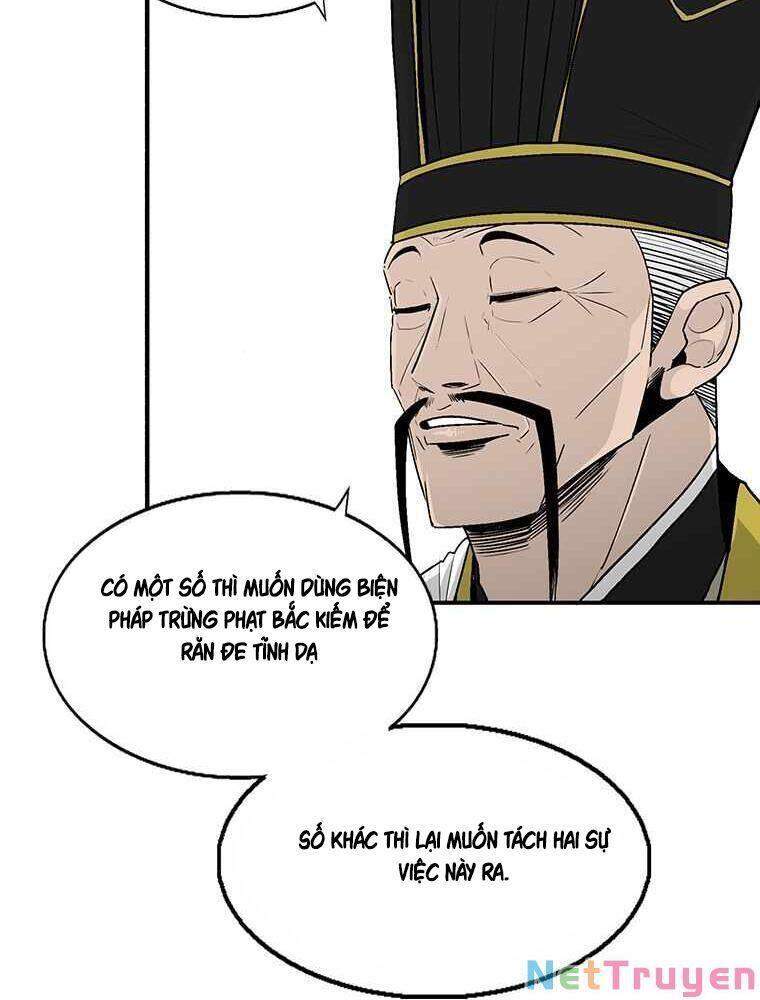 CÓ MỘT SỐ THÌ MUỐN DÙNG BIỆN
PHÁP TRỪNG PHẠT BẮC KIẾM ĐỂ
RĂN ĐE TĨNH DẠ
SỐ KHÁC THÌ LẠI MUỐN TÁCH HAI SỰ
VIỆC NÀY RA.
NetTruyen